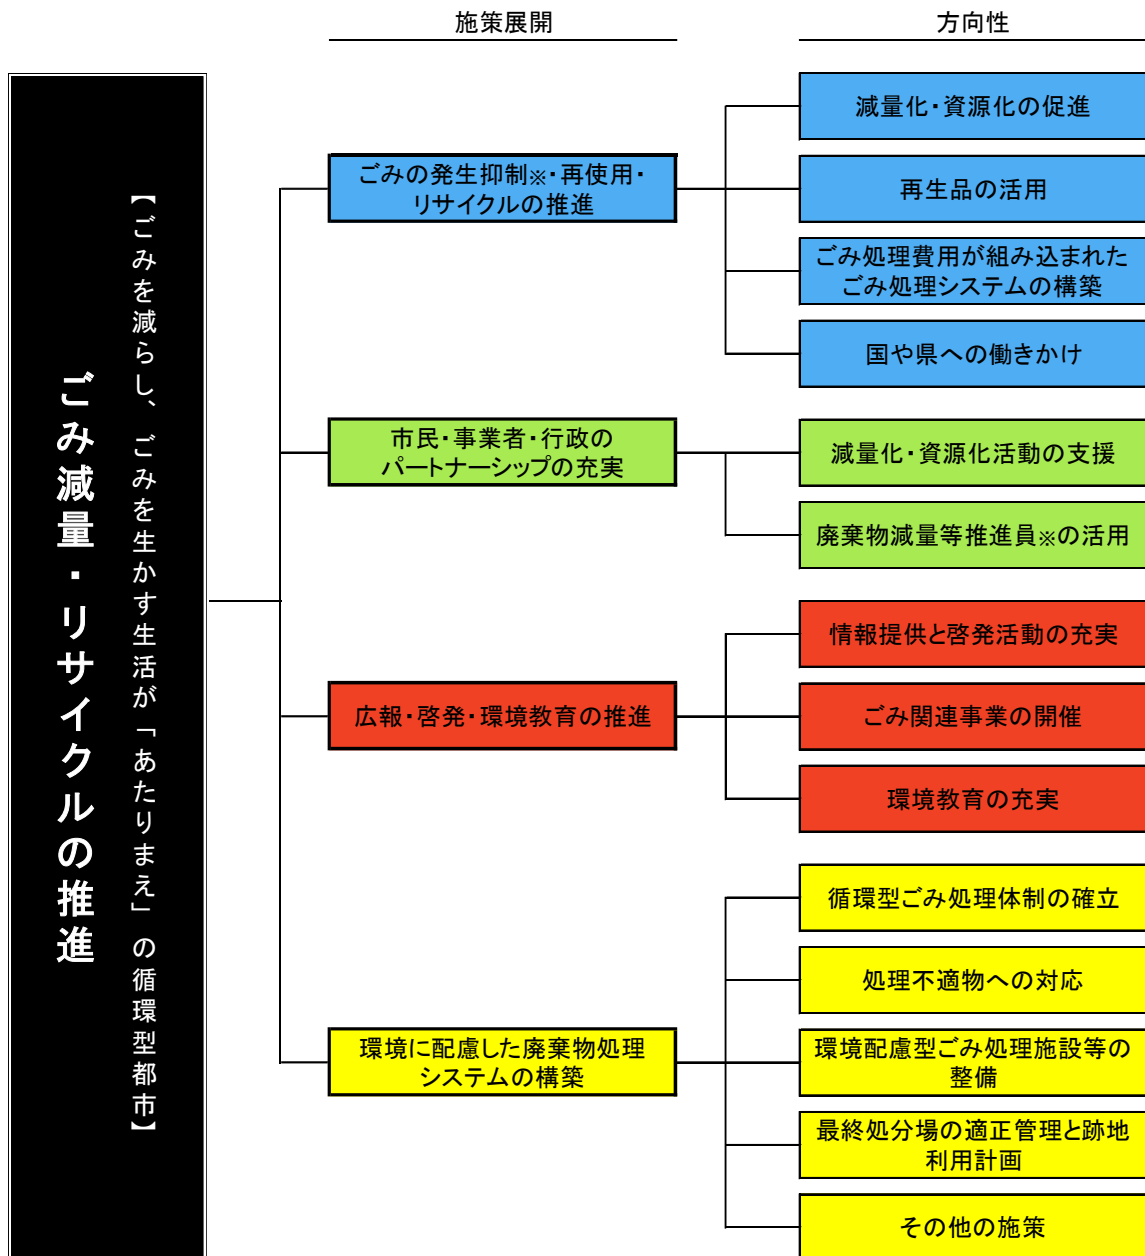 施策展開
方向性
ごみ減量・リサイクルの推進
【ごみを減らし、ごみを生かす生活が「あたりまえ」の循環型都市】
ごみの発生抑制※・再使用・
リサイクルの推進
減量化・資源化の促進
再生品の活用
ごみ処理費用が組み込まれた
ごみ処理システムの構築
国や県への働きかけ
市民・事業者・行政の
パートナーシップの充実
減量化・資源化活動の支援
廃棄物減量等推進員※の活用
広報・啓発・環境教育の推進
情報提供と啓発活動の充実
ごみ関連事業の開催
環境教育の充実
環境に配慮した廃棄物処理
システムの構築
循環型ごみ処理体制の確立
処理不適物への対応
環境配慮型ごみ処理施設等の
整備
最終処分場の適正管理と跡地
利用計画
その他の施策